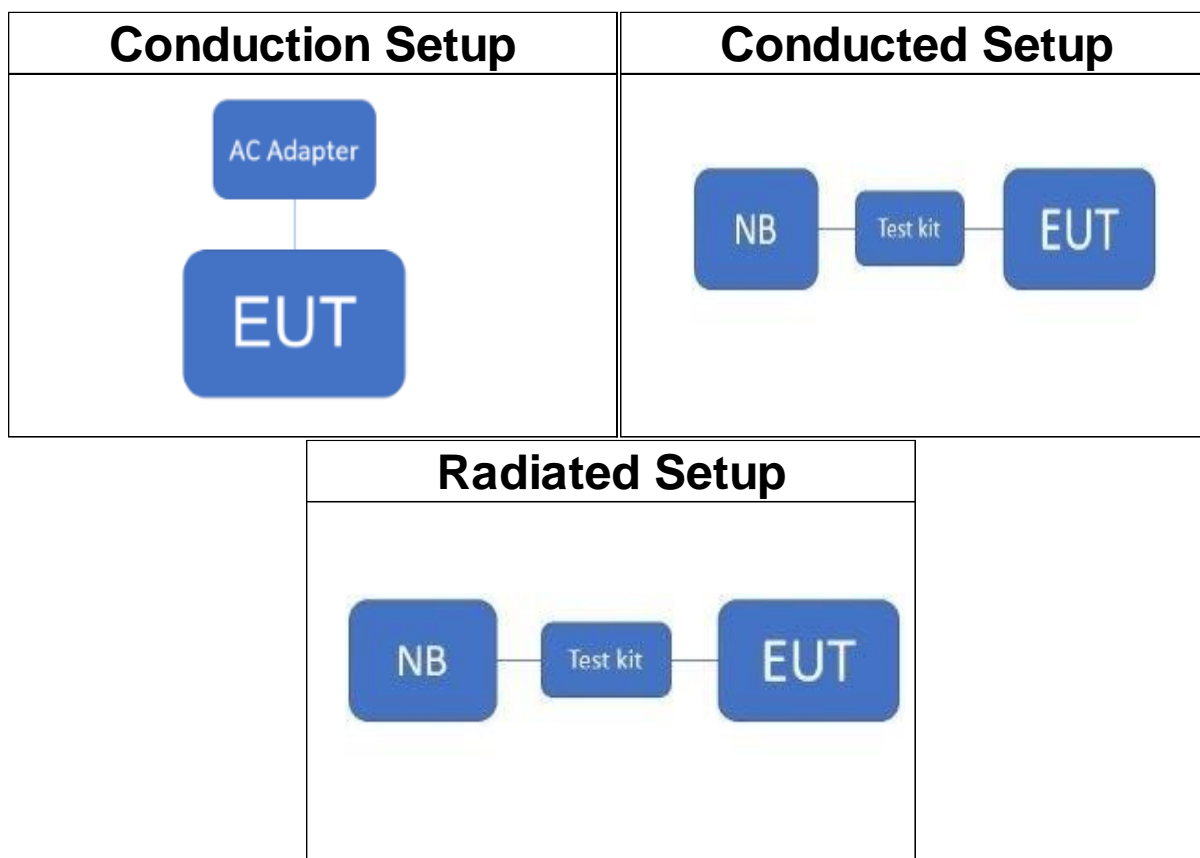 Conduction Setup
AC Adapter
EUT
Conducted Setup
NB
Test kit
EUT
Radiated Setup
NB
Test kit
EUT